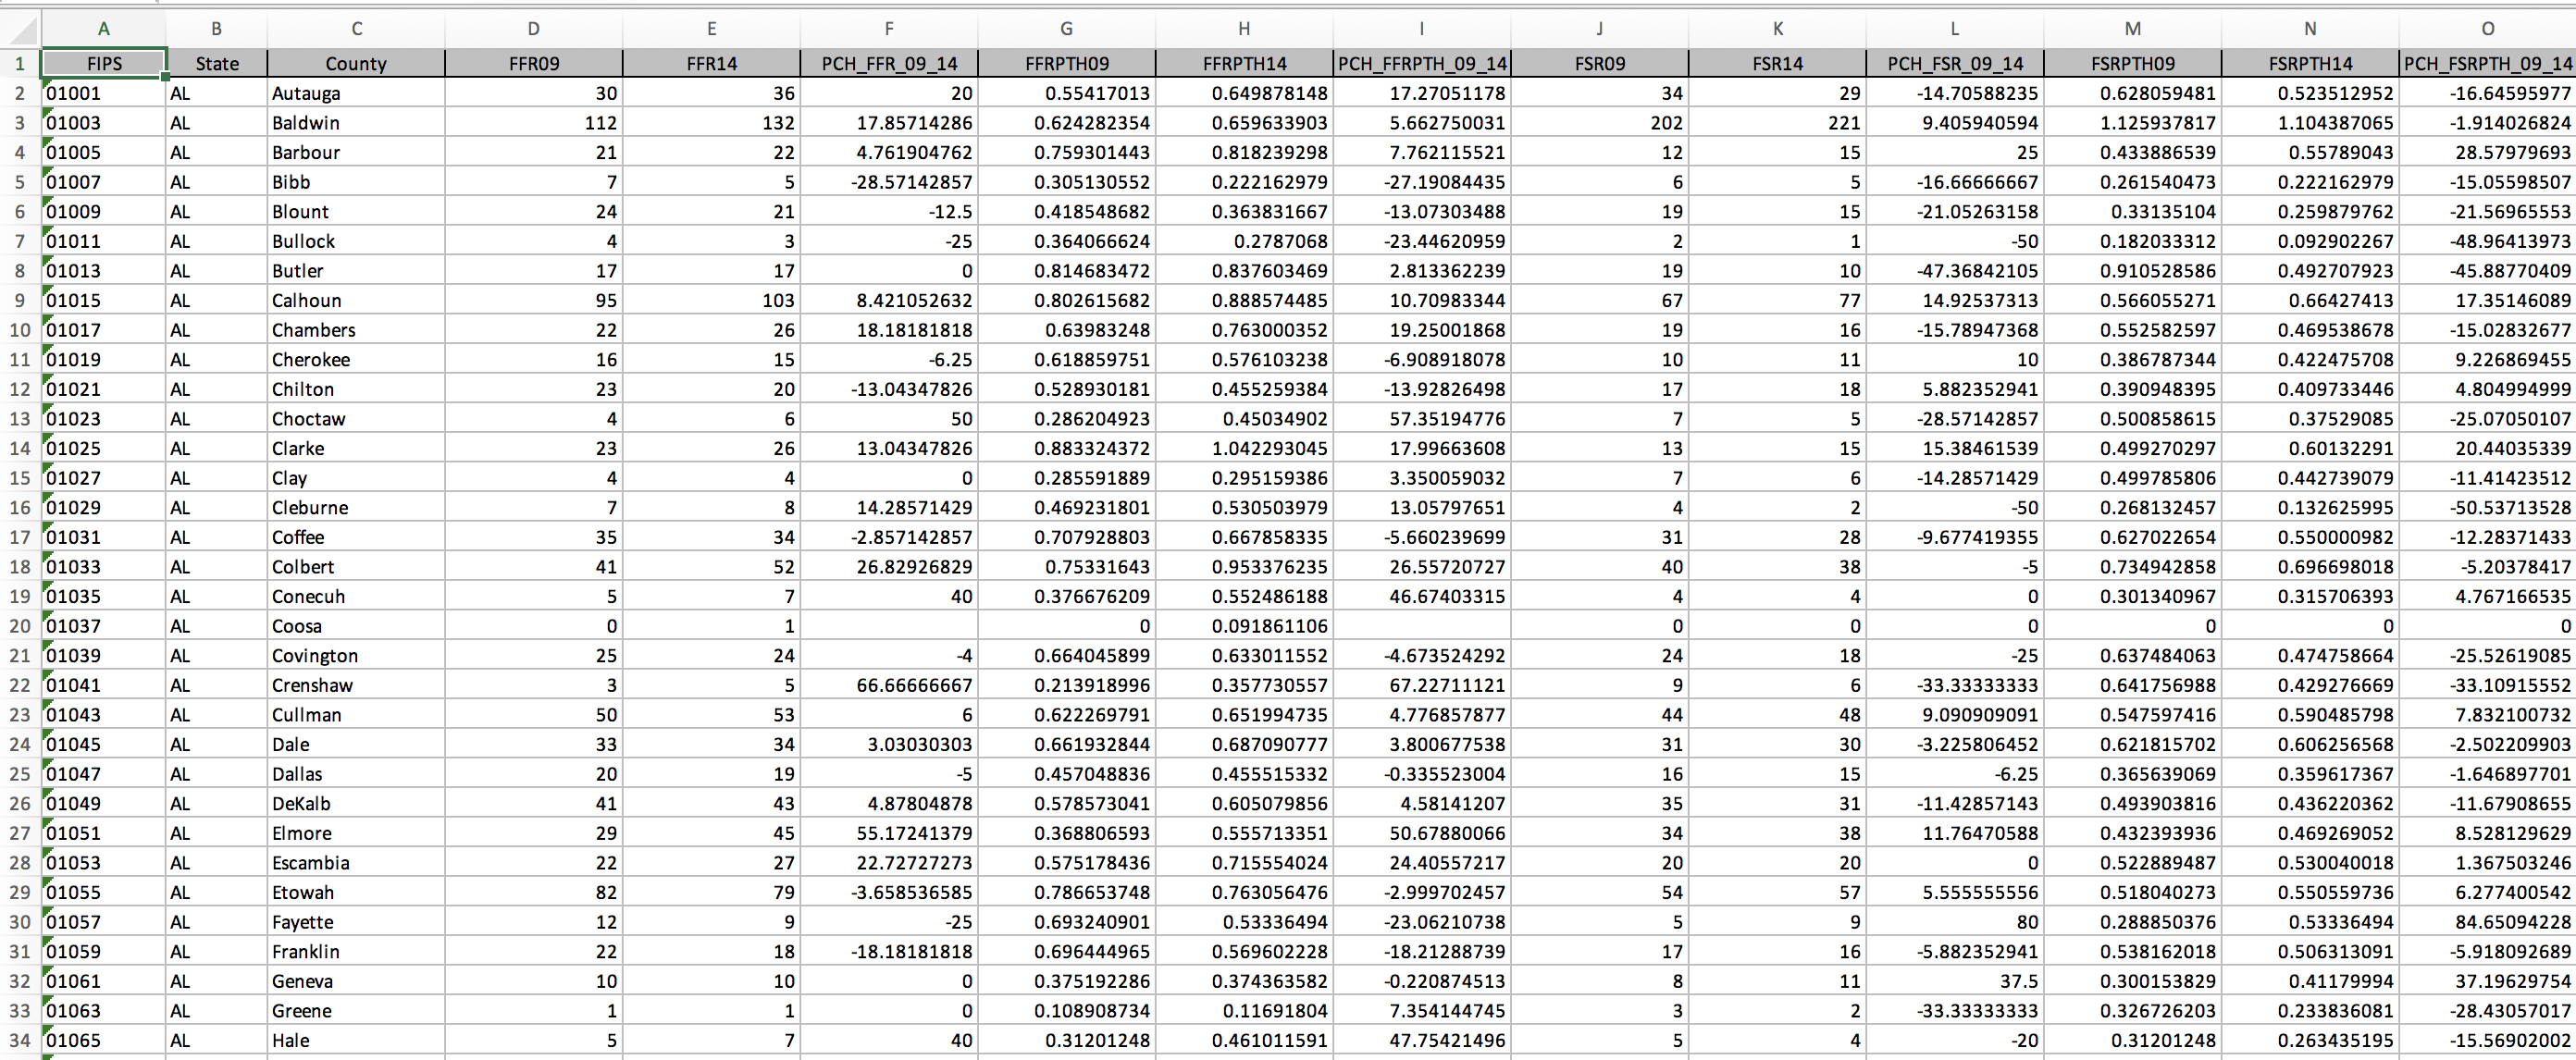 A B C D E F G H I J K L M N O
1 FIPS State County FFR09 FFR14 PCH_FFR_09_14 FFRPTH09 FFRPTH14 PCH_FFRPTH_09_14 FSR09 FSR14 PCH_FSR_09_14 FSRPTH09 FSRPTH14 PCH_FSRPTH_09_14
2 01001 AL Autauga 30 36 20 0.55417013 0.649878148 17.27051178 34 29 -14.70588235 0.628059481 0.523512952 -16.64595977
3 01003 AL Baldwin 112 132 17.85714286 0.624282354 0.659633903 5.662750031 202 221 9.405940594 1.125937817 1.104387065 -1.914026824
4 01005 AL Barbour 21 22 4.761904762 0.759301443 0.818239298 7.762115521 12 15 25 0.433886539 0.55789043 28.57979693
5 01007 AL Bibb 7 5 -28.57142857 0.305130552 0.222162979 -27.19084435 6 5 -16.66666667 0.261540473 0.222162979 -15.05598507
6 01009 AL Blount 24 21 -12.5 0.418548682 0.363831667 -13.07303488 19 15 -21.05263158 0.33135104 0.259879762 -21.56965553
7 01011 AL Bullock 4 3 -25 0.364066624 0.2787068 -23.44620959 2 1 -50 0.182033312 0.092902267 -48.96413973
8 01013 AL Butler 17 17 0 0.814683472 0.837603469 2.813362239 19 10 -47.36842105 0.910528586 0.492707923 -45.88770409
9 01015 AL Calhoun 95 103 8.421052632 0.802615682 0.888574485 10.70983344 67 77 14.92537313 0.566055271 0.66427413 17.35146089
10 01017 AL Chambers 22 26 18.18181818 0.63983248 0.763000352 19.25001868 19 16 -15.78947368 0.552582597 0.469538678 -15.02832677
11 01019 AL Cherokee 16 15 -6.25 0.618859751 0.576103238 -6.908918078 10 11 10 0.386787344 0.422475708 9.226869455
12 01021 AL Chilton 23 20 -13.04347826 0.528930181 0.455259384 -13.92826498 17 18 5.882352941 0.390948395 0.409733446 4.804994999
13 01023 AL Choctaw 4 6 50 0.286204923 0.45034902 57.35194776 7 5 -28.57142857 0.500858615 0.37529085 -25.07050107
14 01025 AL Clarke 23 26 13.04347826 0.883324372 1.042293045 17.99663608 13 15 15.38461539 0.499270297 0.60132291 20.44035339
15 01027 AL Clay 4 4 0 0.285591889 0.295159386 3.350059032 7 6 -14.28571429 0.499785806 0.442739079 -11.41423512
16 01029 AL Cleburne 7 8 14.28571429 0.469231801 0.530503979 13.05797651 4 2 -50 0.268132457 0.132625995 -50.53713528
17 01031 AL Coffee 35 34 -2.857142857 0.707928803 0.667858335 -5.660239699 31 28 -9.677419355 0.627022654 0.550000982 -12.28371433
18 01033 AL Colbert 41 52 26.82926829 0.75331643 0.953376235 26.55720727 40 38 -5 0.734942858 0.696698018 -5.20378417
19 01035 AL Conecuh 5 7 40 0.376676209 0.552486188 46.67403315 4 4 0 0.301340967 0.315706393 4.767166535
20 01037 AL Coosa 0 1 0 0.091861106 0 0 0 0 0 0
21 01039 AL Covington 25 24 -4 0.664045899 0.633011552 -4.673524292 24 18 -25 0.637484063 0.474758664 -25.52619085
22 01041 AL Crenshaw 3 5 66.66666667 0.213918996 0.357730557 67.22711121 9 6 -33.33333333 0.641756988 0.429276669 -33.10915552
23 01043 AL Cullman 50 53 6 0.622269791 0.651994735 4.776857877 44 48 9.090909091 0.547597416 0.590485798 7.832100732
24 01045 AL Dale 33 34 3.03030303 0.661932844 0.687090777 3.800677538 31 30 -3.225806452 0.621815702 0.606256568 -2.502209903
25 01047 AL Dallas 20 19 -5 0.457048836 0.455515332 -0.335523004 16 15 -6.25 0.365639069 0.359617367 -1.646897701
26 01049 AL DeKalb 41 43 4.87804878 0.578573041 0.605079856 4.58141207 35 31 -11.42857143 0.493903816 0.436220362 -11.67908655
27 01051 AL Elmore 29 45 55.17241379 0.368806593 0.555713351 50.67880066 34 38 11.76470588 0.432393936 0.469269052 8.528129629
28 01053 AL Escambia 22 27 22.72727273 0.575178436 0.715554024 24.40557217 20 20 0 0.522889487 0.530040018 1.367503246
29 01055 AL Etowah 82 79 -3.658536585 0.786653748 0.763056476 -2.999702457 54 57 5.555555556 0.518040273 0.550559736 6.277400542
30 01057 AL Fayette 12 9 -25 0.693240901 0.53336494 -23.06210738 5 9 80 0.288850376 0.53336494 84.65094228
31 01059 AL Franklin 22 18 -18.18181818 0.696444965 0.569602228 -18.21288739 17 16 -5.882352941 0.538162018 0.506313091 -5.918092689
32 01061 AL Geneva 10 10 0 0.375192286 0.374363582 -0.220874513 8 11 37.5 0.300153829 0.41179994 37.19629754
33 01063 AL Greene 1 1 0 0.108908734 0.11691804 7.354144745 3 2 -33.33333333 0.326726203 0.233836081 -28.43057017
34 01065 AL Hale 5 7 40 0.31201248 0.461011591 47.75421496 5 4 -20 0.31201248 0.263435195 -15.56902002